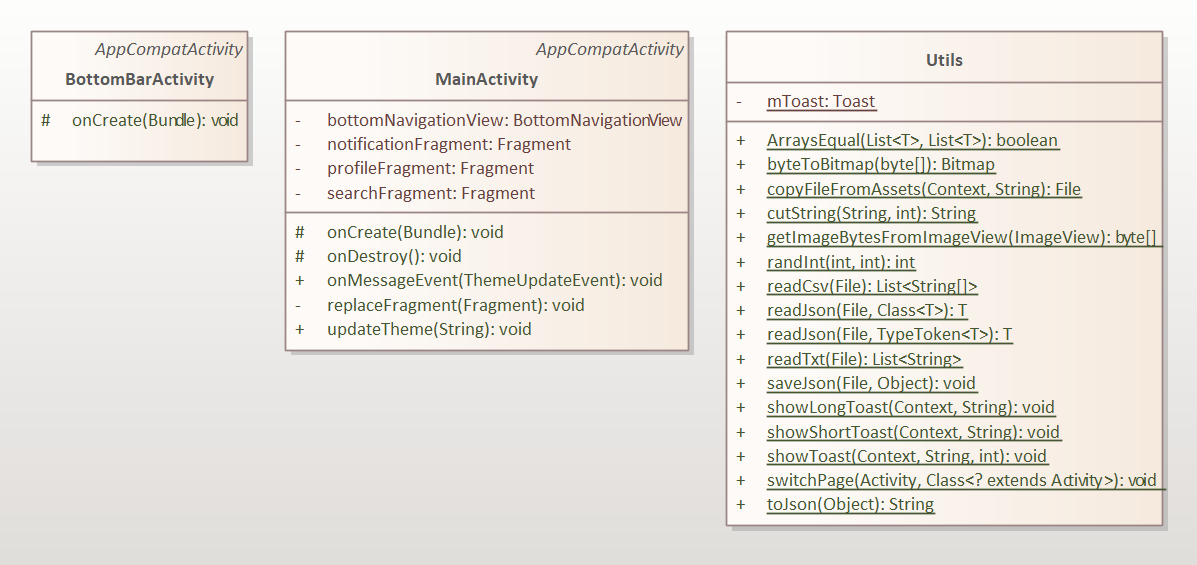 AppCompatActivity
BottomBarActivity
# onCreate(Bundle): void
AppCompatActivity
MainActivity
- bottomNavigationView: BottomNavigationView
- notificationFragment: Fragment
- profileFragment: Fragment
- searchFragment: Fragment
# onCreate(Bundle): void
# onDestroy(): void
+ onMessageEvent(ThemeUpdateEvent): void
- replaceFragment(Fragment): void
+ updateTheme(String): void
Utils
- mToast: Toast
+ ArraysEqual(List<T>, List<T>): boolean
+ byteToBitmap(byte[]): Bitmap
+ copyFileFromAssets(Context, String): File
+ cutString(String, int): String
+ getImageBytesFromImageView(ImageView): byte[]
+ randInt(int, int): int
+ readCsv(File): List<String[]>
+ readJson(File, Class<T>): T
+ readJson(File, TypeToken<T>): T
+ readTxt(File): List<String>
+ saveJson(File, Object): void
+ showLongToast(Context, String): void
+ showShortToast(Context, String): void
+ showToast(Context, String, int): void
+ switchPage(Activity, Class<? extends Activity>): void
+ toJson(Object): String